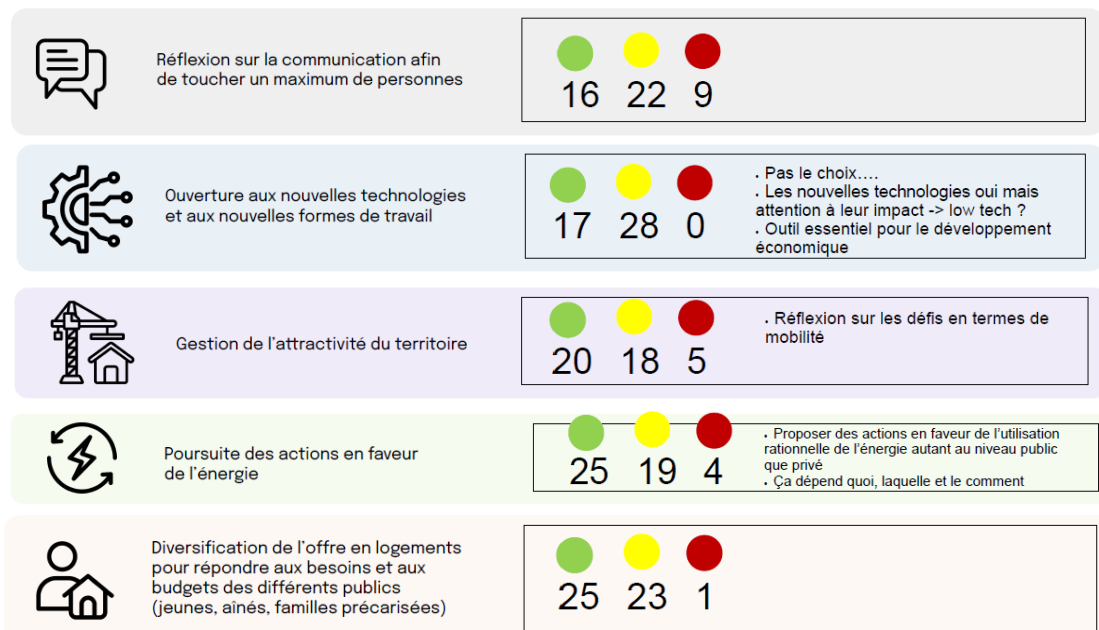 Réflexion sur la communication afin
de toucher un maximum de personnes
16 22 9
Ouverture aux nouvelles technologies
et aux nouvelles formes de travail
17 28 0
. Pas le choix....
. Les nouvelles technologies oui mais
attention à leur impact -> low tech ?
. Outil essentiel pour le développement
économique
Gestion de l'attractivité du territoire
20 18 5
. Réflexion sur les défis en termes de
mobilité
Poursuite des actions en faveur
de l'énergie
25 19 4
. Proposer des actions en faveur de l'utilisation
rationnelle de l'énergie autant au niveau public
que privé
. Ça dépend quoi, laquelle et le comment
Diversification de l'offre en logements
pour répondre aux besoins et aux
budgets des différents publics
(jeunes, aînés, familles précarisées)
25 23 1